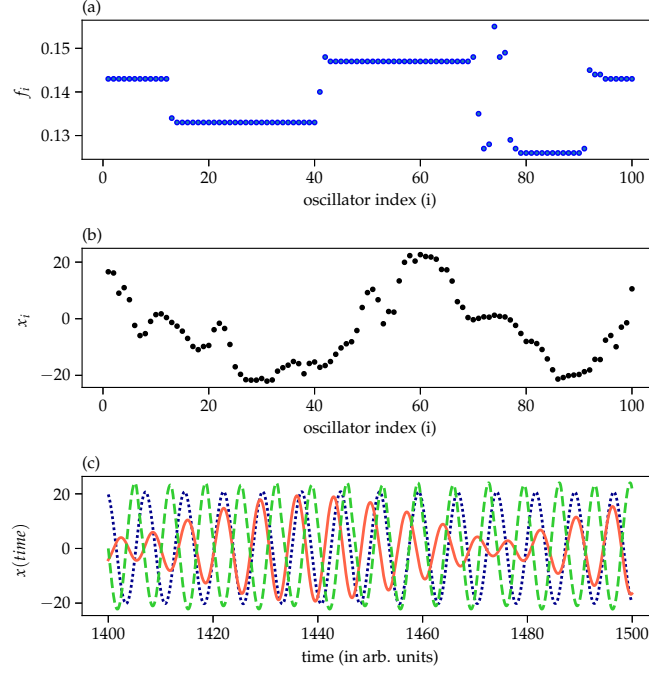 (a)
0.15
0.14
0.13
f_i
0 20 40 60 80 100
oscillator index (i)
(b)
20
0
−20
x_i
0 20 40 60 80 100
oscillator index (i)
(c)
20
0
−20
x(time)
1400 1420 1440 1460 1480 1500
time (in arb. units)